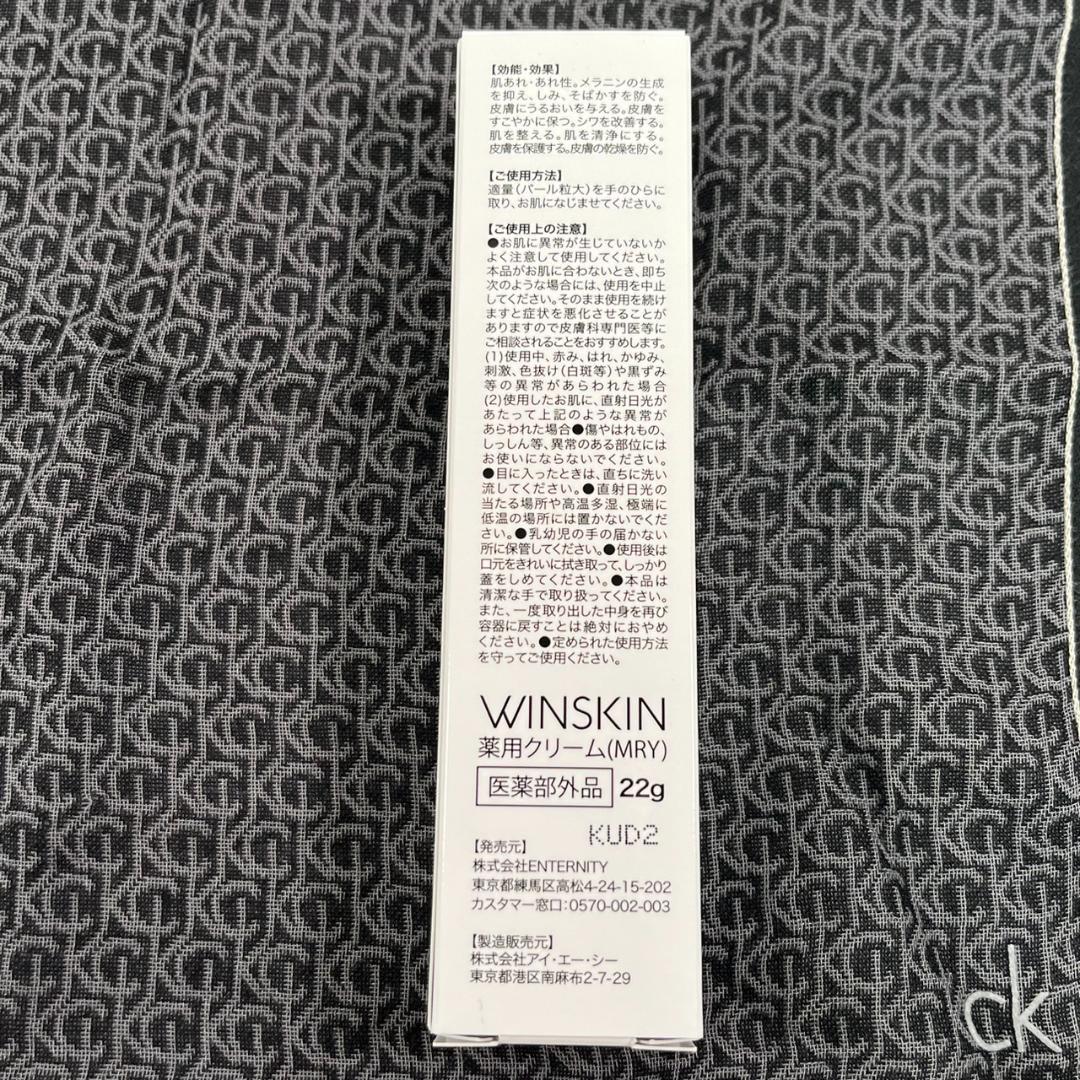 【効能・効果】
肌あれ・あれ性。メラニンの生成
を抑え、しみ、そばかすを防ぐ。
皮膚にうるおいを与える。皮膚を
すこやかに保つ。シワを改善する。
肌を整える。肌を清浄にする。
皮膚を保護する。皮膚の乾燥を防ぐ。
【ご使用方法】
適量（パール粒大）を手のひらに
取り、お肌になじませてください。
【ご使用上の注意】
●お肌に異常が生じていないか
よく注意して使用してください。
本品がお肌に合わないとき、即ち
次のような場合には、使用を中止
してください。そのまま使用を続け
ますと症状を悪化させることが
ありますので皮膚科専門医等に
ご相談されることをおすすめします。
(1)使用中、赤み、はれ、かゆみ、
刺激、色抜け(白斑等)や黒ずみ
等の異常があらわれた場合
(2)使用したお肌に、直射日光が
あたって上記のような異常が
あらわれた場合●傷やはれもの、
しっしん等、異常のある部位には
お使いにならないでください。
●目に入ったときは、直ちに洗い
流してください。●直射日光の
当たる場所や高温多湿、極端に
低温の場所には置かないでくだ
さい。●乳幼児の手の届かない
所に保管してください。●使用後は
口元をきれいに拭き取って、しっかり
蓋をしめてください。●本品は
清潔な手で取り扱ってください。
また、一度取り出した中身を再び
容器に戻すことは絶対におやめ
ください。●定められた使用方法
を守ってご使用ください。
WINSKIN
薬用クリーム(MRY)
医薬部外品 22g
KUD2
【発売元】
株式会社ENTERNITY
東京都練馬区高松4-24-15-202
カスタマー窓口:0570-002-003
【製造販売元】
株式会社アイ・エー・シー
東京都港区南麻布2-7-29
ck